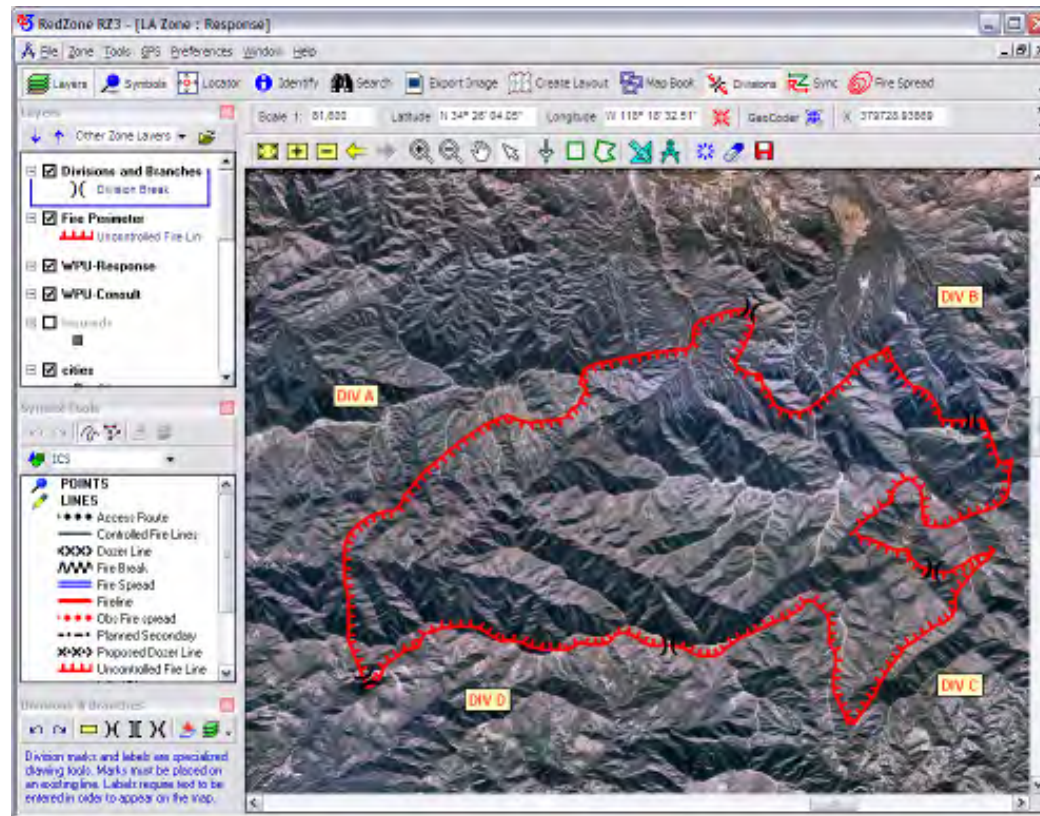 RedZone RZ3 - [LA Zone : Response]
File Zone Tools GPS Preferences Window Help
Layers Symbols Locator Identify Search Export Image Create Layout Map Book Divisions Sync Fire Spread
Layers
Scale 1: 81,600 Latitude N 34° 26' 04.05" Longitude W 118° 18' 32.51" GeoCoder X 379728.93869
Other Zone Layers
Divisions and Branches
Division Break
Fire Perimeter
Uncontrolled Fire Lin
WPU-Response
WPU-Consult
Insureds
cities
Symbol Tools
ICS
POINTS
LINES
Access Route
Controlled Fire Lines
Dozer Line
Fire Break
Fire Spread
Fireline
Obs Fire spread
Planned Secondary
Proposed Dozer Line
Uncontrolled Fire Line
Divisions & Branches
Division marks and labels are specialized
drawing tools. Marks must be placed on
an existing line. Labels require text to be
entered in order to appear on the map.
DIV B
DIV A
DIV D
DIV C